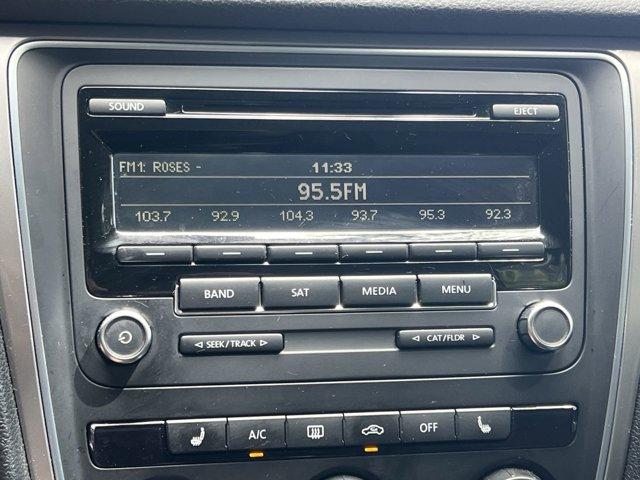 SOUND EJECT
FM1: ROSES - 11:33
95.5FM
103.7 92.9 104.3 93.7 95.3 92.3
BAND SAT MEDIA MENU
SEEK/TRACK CAT/FLDR
A/C OFF